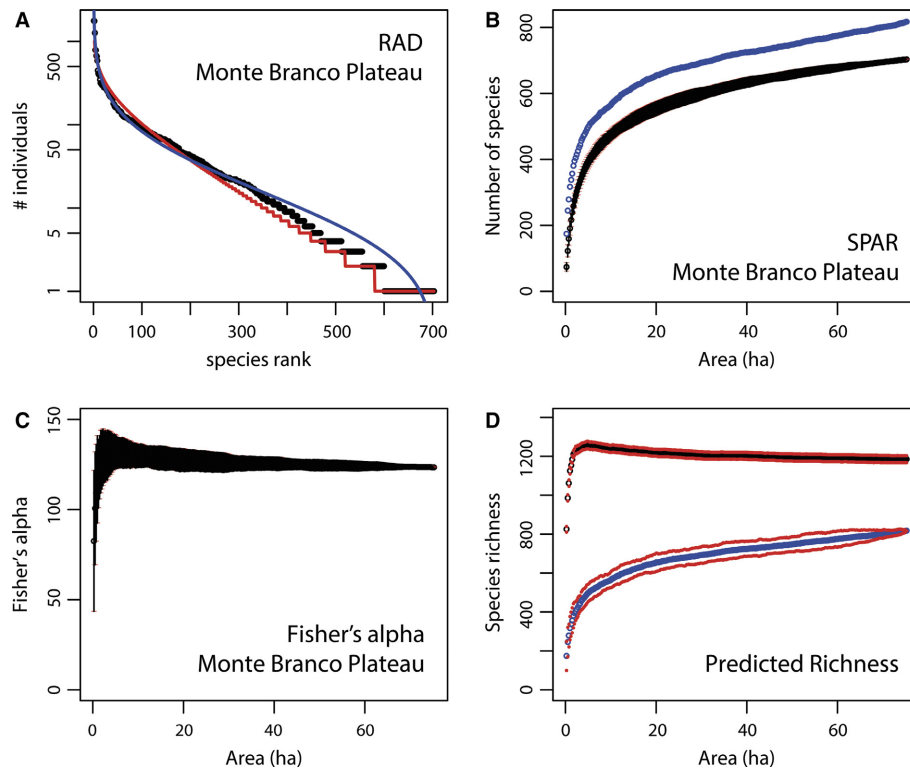 A
RAD
Monte Branco Plateau
# individuals
500
50
5
1
0
100
300
500
700
species rank
B
800
600
400
200
0
Number of species
SPAR
Monte Branco Plateau
0
20
40
60
Area (ha)
C
150
100
50
0
Fisher's alpha
Fisher's alpha
Monte Branco Plateau
0
20
40
60
Area (ha)
D
1200
800
400
0
Species richness
Predicted Richness
0
20
40
60
Area (ha)